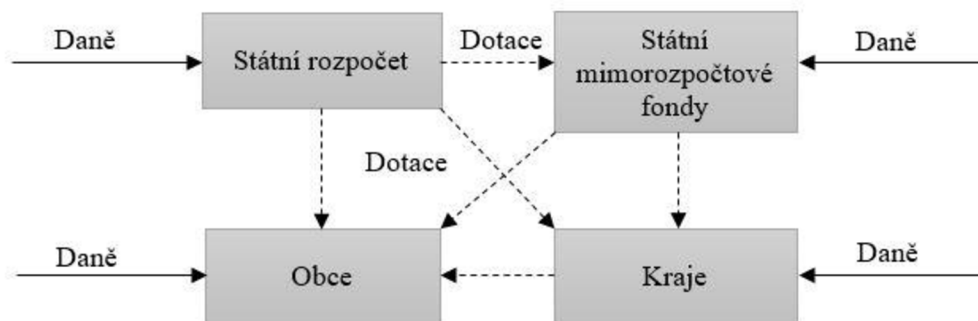 Daně
Státní rozpočet
Dotace
Státní
mimorozpočtové
fondy
Daně
Dotace
Daně
Obce
Kraje
Daně